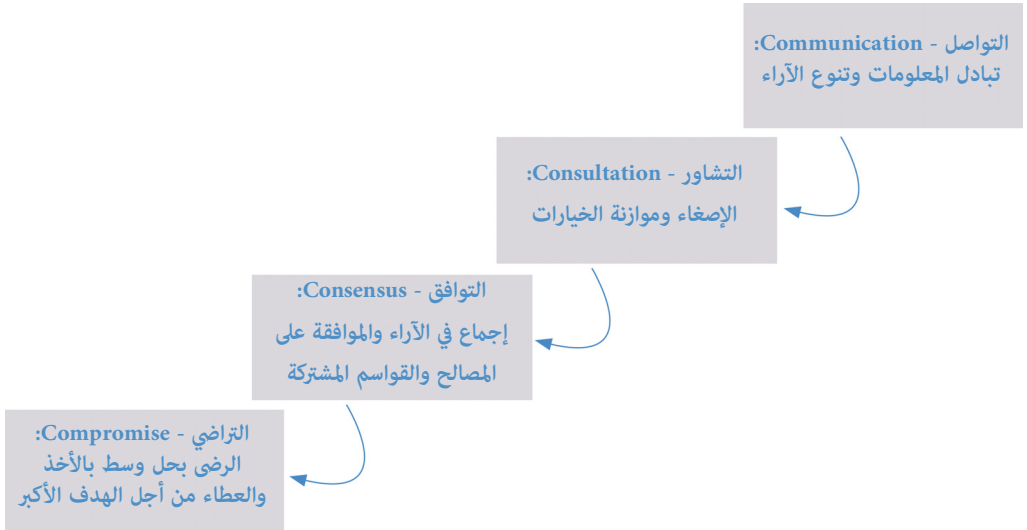 التواصل - Communication:
تبادل المعلومات وتنوع الآراء
التشاور - Consultation:
الإصغاء وموازنة الخيارات
التوافق - Consensus:
إجماع في الآراء والموافقة على
المصالح والقواسم المشتركة
التراضي - Compromise:
الرضى بحل وسط بالأخذ
والعطاء من أجل الهدف الأكبر